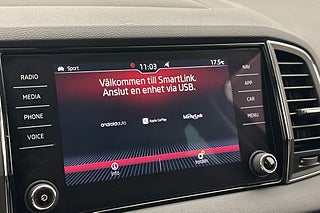 RADIO
MEDIA
PHONE
VOICE
Sport
11:03
17.5
Välkommen till SmartLink.
Anslut en enhet via USB.
android auto
Apple CarPlay
MirrorLink
NAV
APP
CAR
MENU